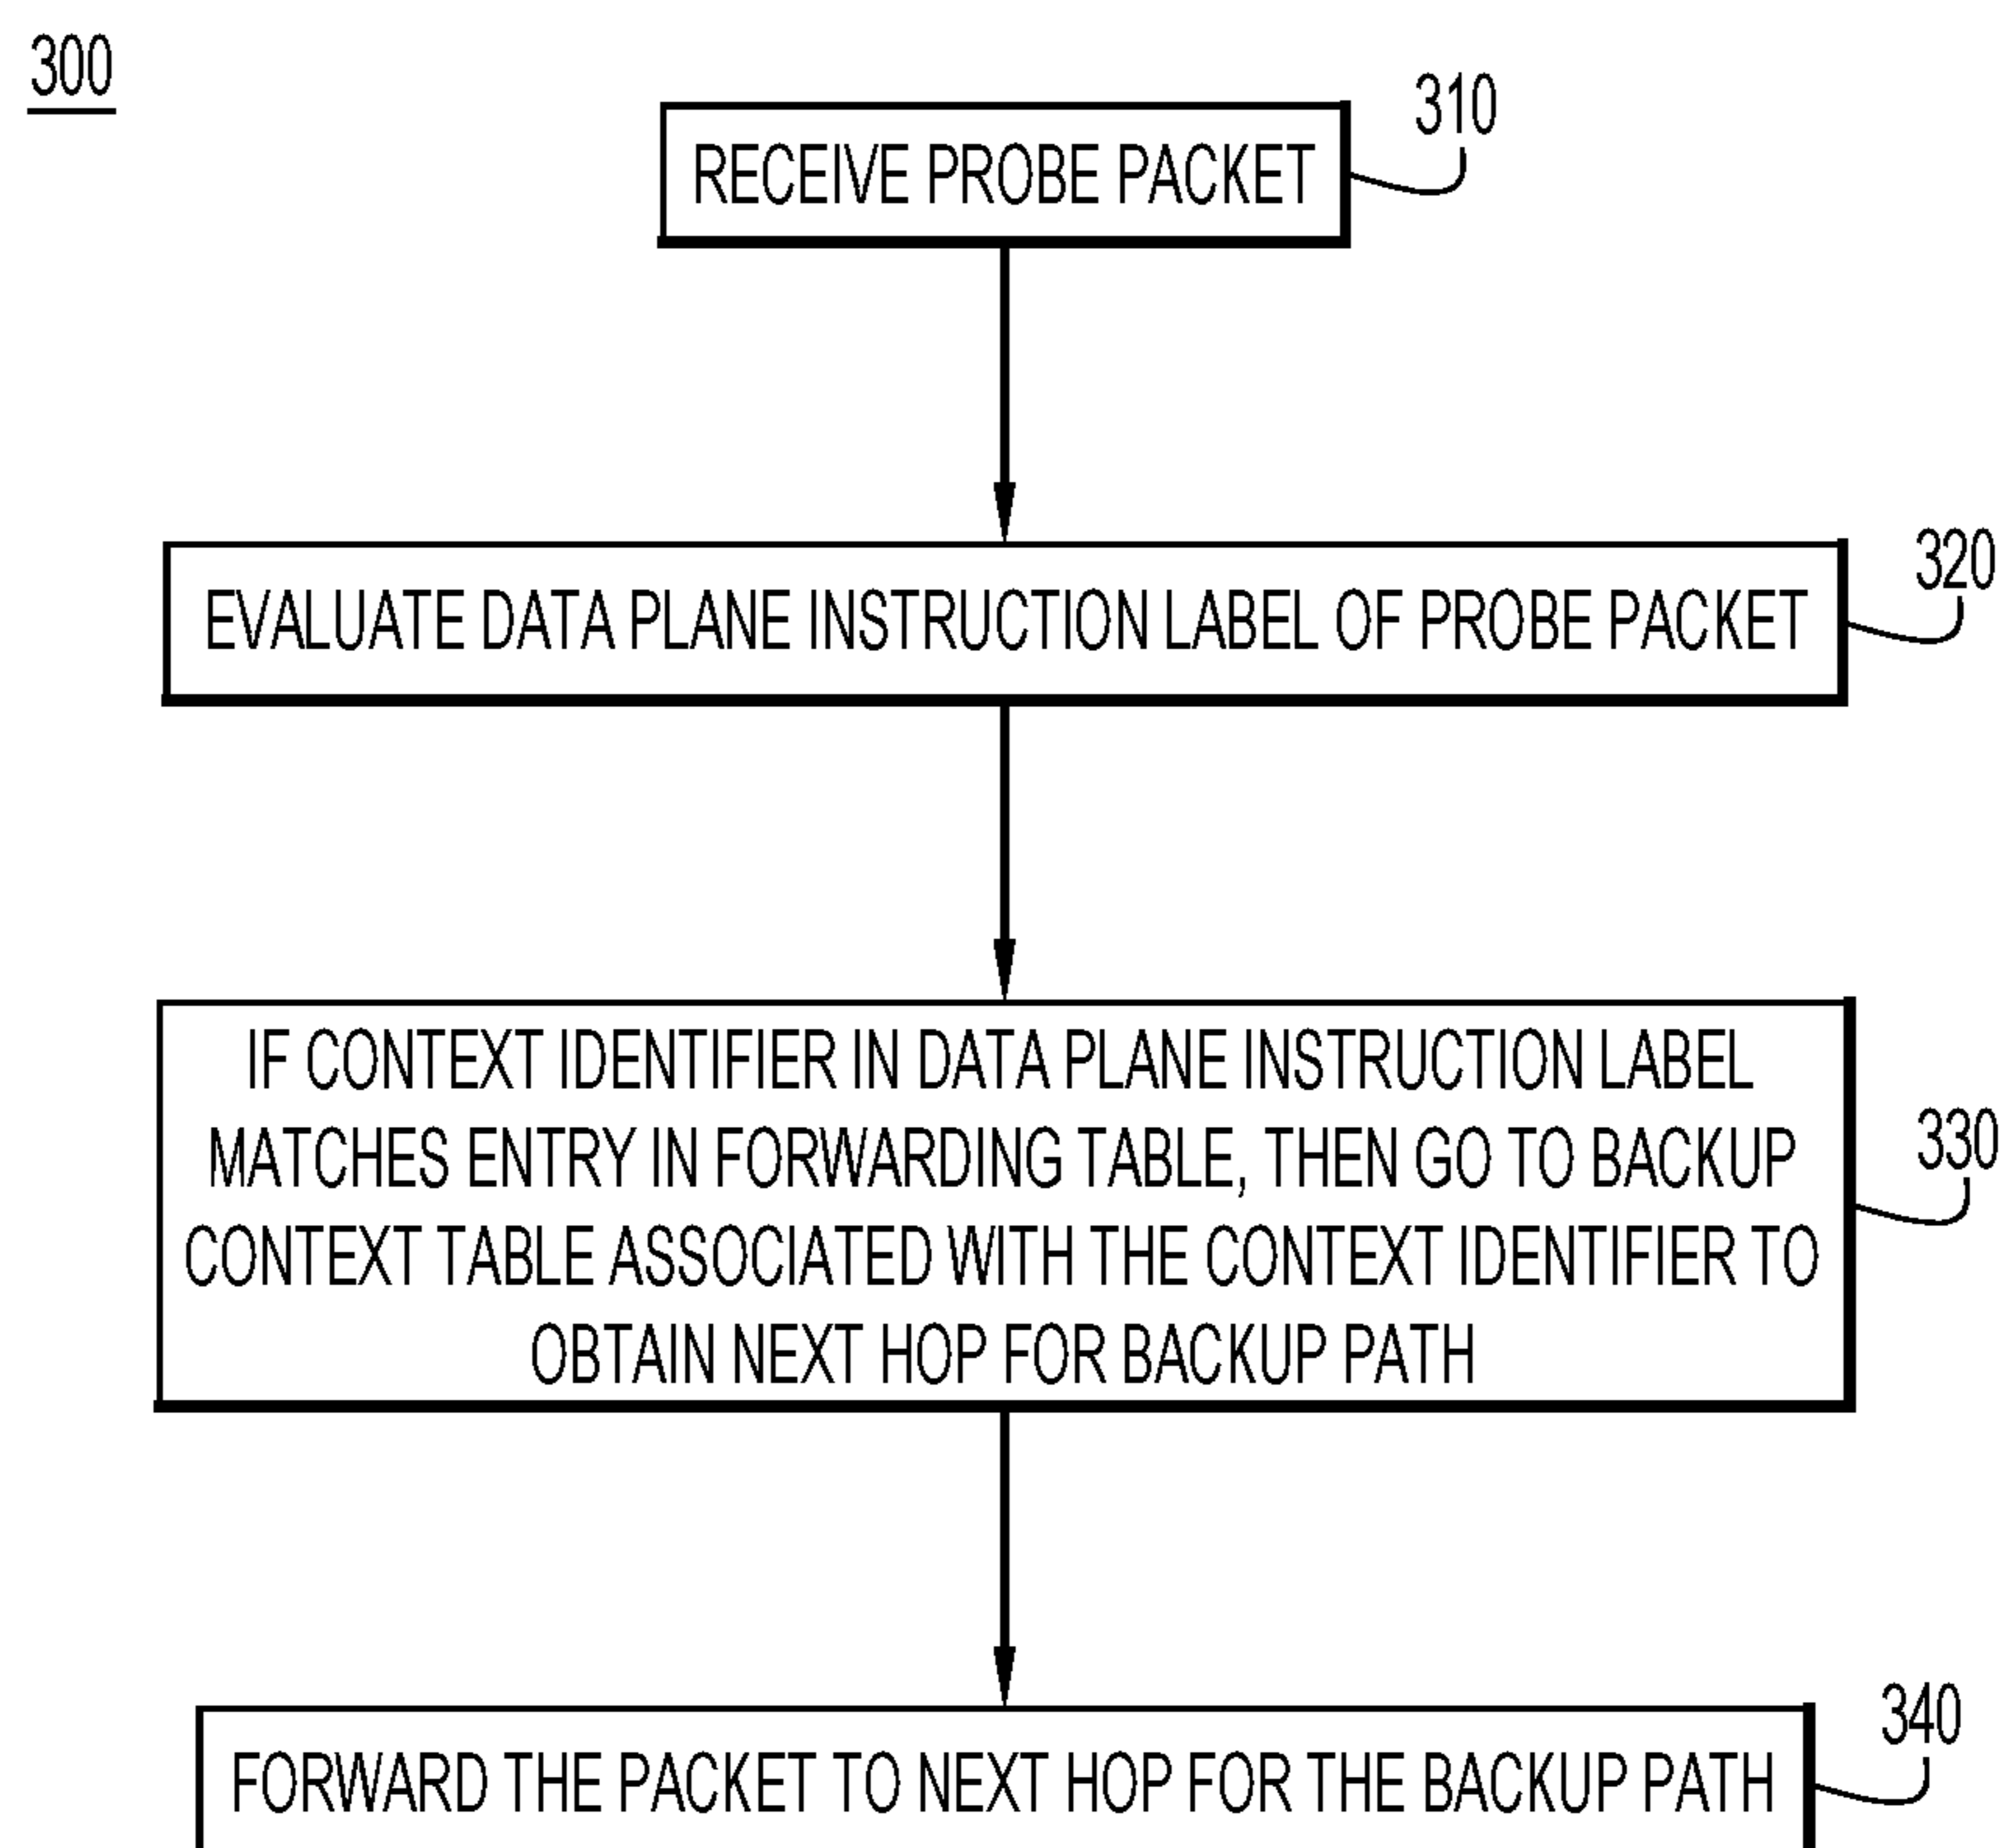 300
310
RECEIVE PROBE PACKET
320
EVALUATE DATA PLANE INSTRUCTION LABEL OF PROBE PACKET
IF CONTEXT IDENTIFIER IN DATA PLANE INSTRUCTION LABEL
MATCHES ENTRY IN FORWARDING TABLE, THEN GO TO BACKUP
330
CONTEXT TABLE ASSOCIATED WITH THE CONTEXT IDENTIFIER TO
OBTAIN NEXT HOP FOR BACKUP PATH
340
FORWARD THE PACKET TO NEXT HOP FOR THE BACKUP PATH